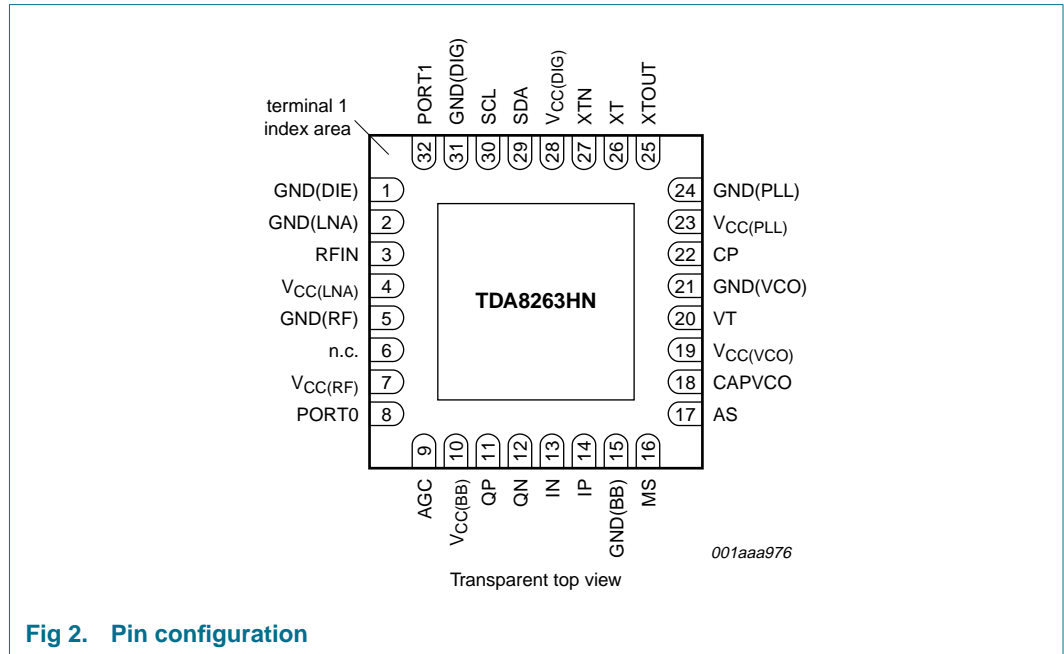 PORT1
GND(DIG)
SCL
SDA
VCC(DIG)
XTN
XT
XTOUT
terminal 1
index area
32 31 30 29 28 27 26 25
GND(DIE) 1
24 GND(PLL)
GND(LNA) 2
23 VCC(PLL)
RFIN 3
22 CP
VCC(LNA) 4
21 GND(VCO)
GND(RF) 5
20 VT
n.c. 6
19 VCC(VCO)
VCC(RF) 7
18 CAPVCO
PORT0 8
17 AS
TDA8263HN
9 10 11 12 13 14 15 16
AGC
VCC(BB)
QP
QN
IN
IP
GND(BB)
MS
001aaa976
Transparent top view
Fig 2. Pin configuration